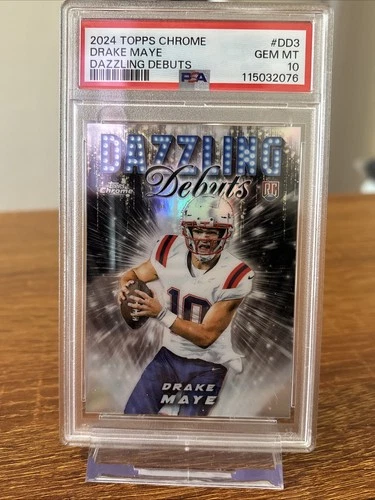 2024 TOPPS CHROME #DD3
DRAKE MAYE GEM MT
DAZZLING DEBUTS 10
PSA 115032076
DAZZLING
Topps Chrome
Debuts RC
10
DRAKE
MAYE